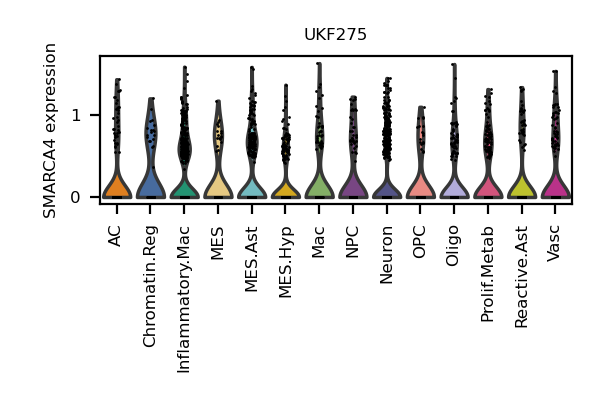 UKF275
SMARCA4 expression
1
0
AC
Chromatin.Reg
Inflammatory.Mac
MES
MES.Ast
MES.Hyp
Mac
NPC
Neuron
OPC
Oligo
Prolif.Metab
Reactive.Ast
Vasc